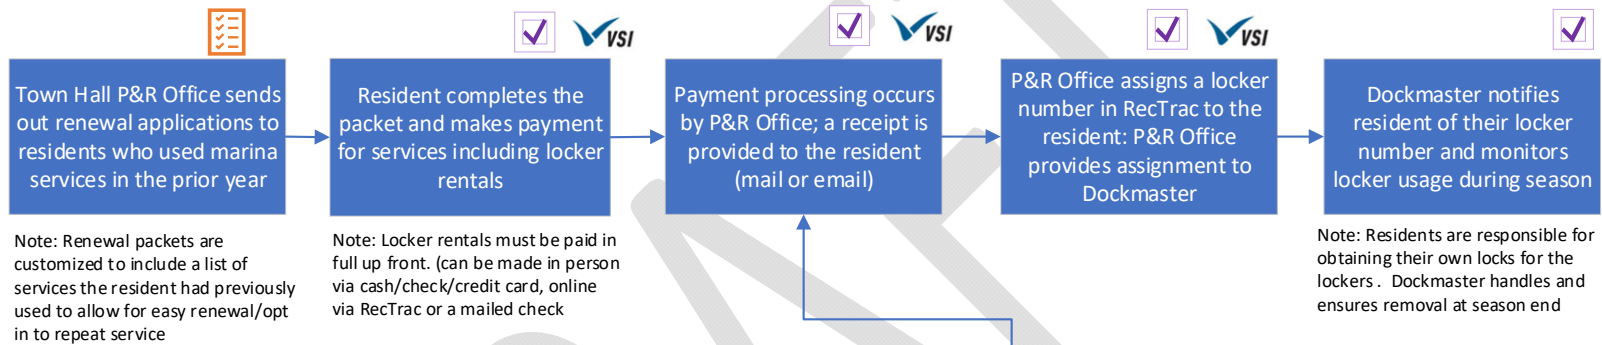 VSI
VSI
VSI
Town Hall P&R Office sends
out renewal applications to
residents who used marina
services in the prior year
Resident completes the
packet and makes payment
for services including locker
rentals
Payment processing occurs
by P&R Office; a receipt is
provided to the resident
(mail or email)
P&R Office assigns a locker
number in RecTrac to the
resident: P&R Office
provides assignment to
Dockmaster
Dockmaster notifies
resident of their locker
number and monitors
locker usage during season
Note: Renewal packets are
customized to include a list of
services the resident had previously
used to allow for easy renewal/opt
in to repeat service
Note: Locker rentals must be paid in
full up front. (can be made in person
via cash/check/credit card, online
via RecTrac or a mailed check
Note: Residents are responsible for
obtaining their own locks for the
lockers . Dockmaster handles and
ensures removal at season end